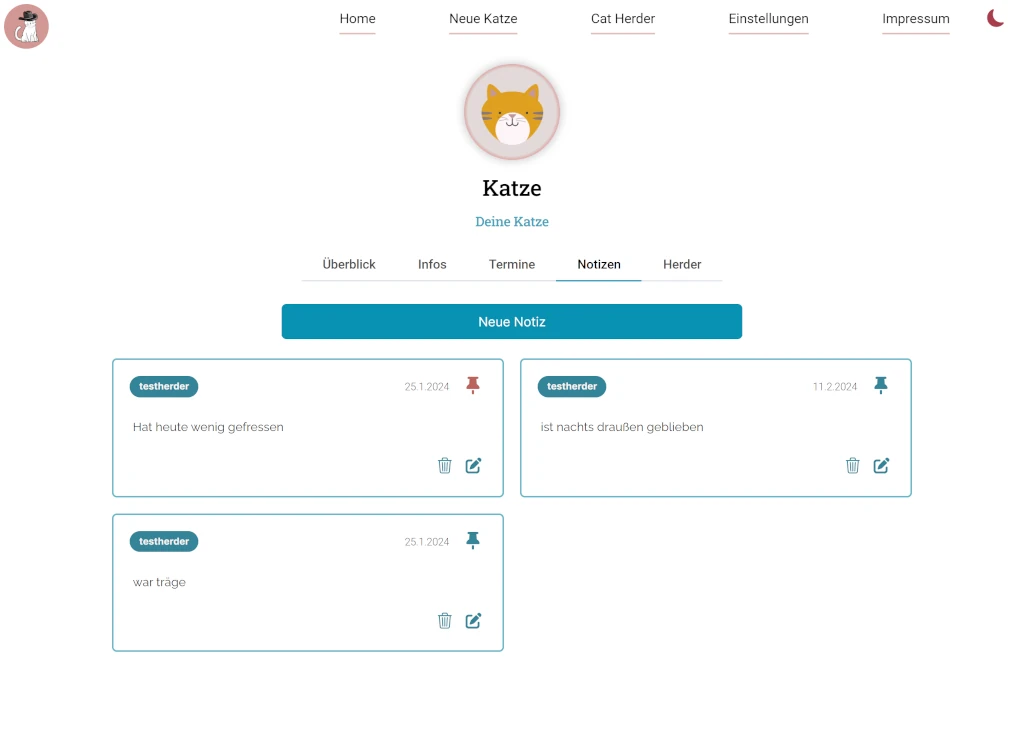 Home Neue Katze Cat Herder Einstellungen Impressum
Katze
Deine Katze
Überblick Infos Termine Notizen Herder
Neue Notiz
testherder 25.1.2024
Hat heute wenig gefressen
testherder 11.2.2024
ist nachts draußen geblieben
testherder 25.1.2024
war träge